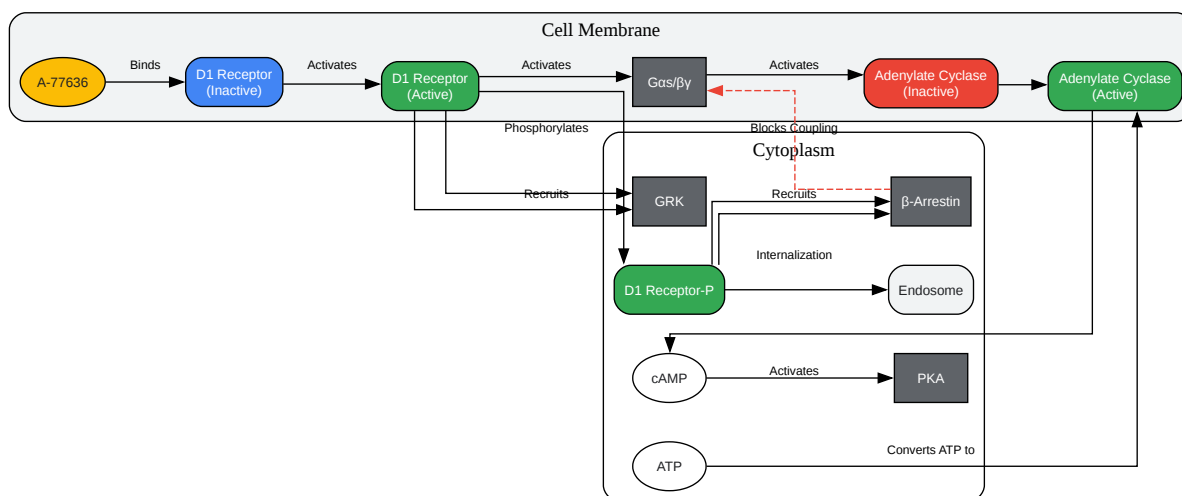 Cell Membrane
A-77636
Binds
D1 Receptor
(Inactive)
Activates
D1 Receptor
(Active)
Activates
Gαs/βγ
Activates
Adenylate Cyclase
(Inactive)
Adenylate Cyclase
(Active)
Phosphorylates
Blocks Coupling
Cytoplasm
Recruits
GRK
Recruits
β-Arrestin
Internalization
D1 Receptor-P
Endosome
cAMP
Activates
PKA
Converts ATP to
ATP